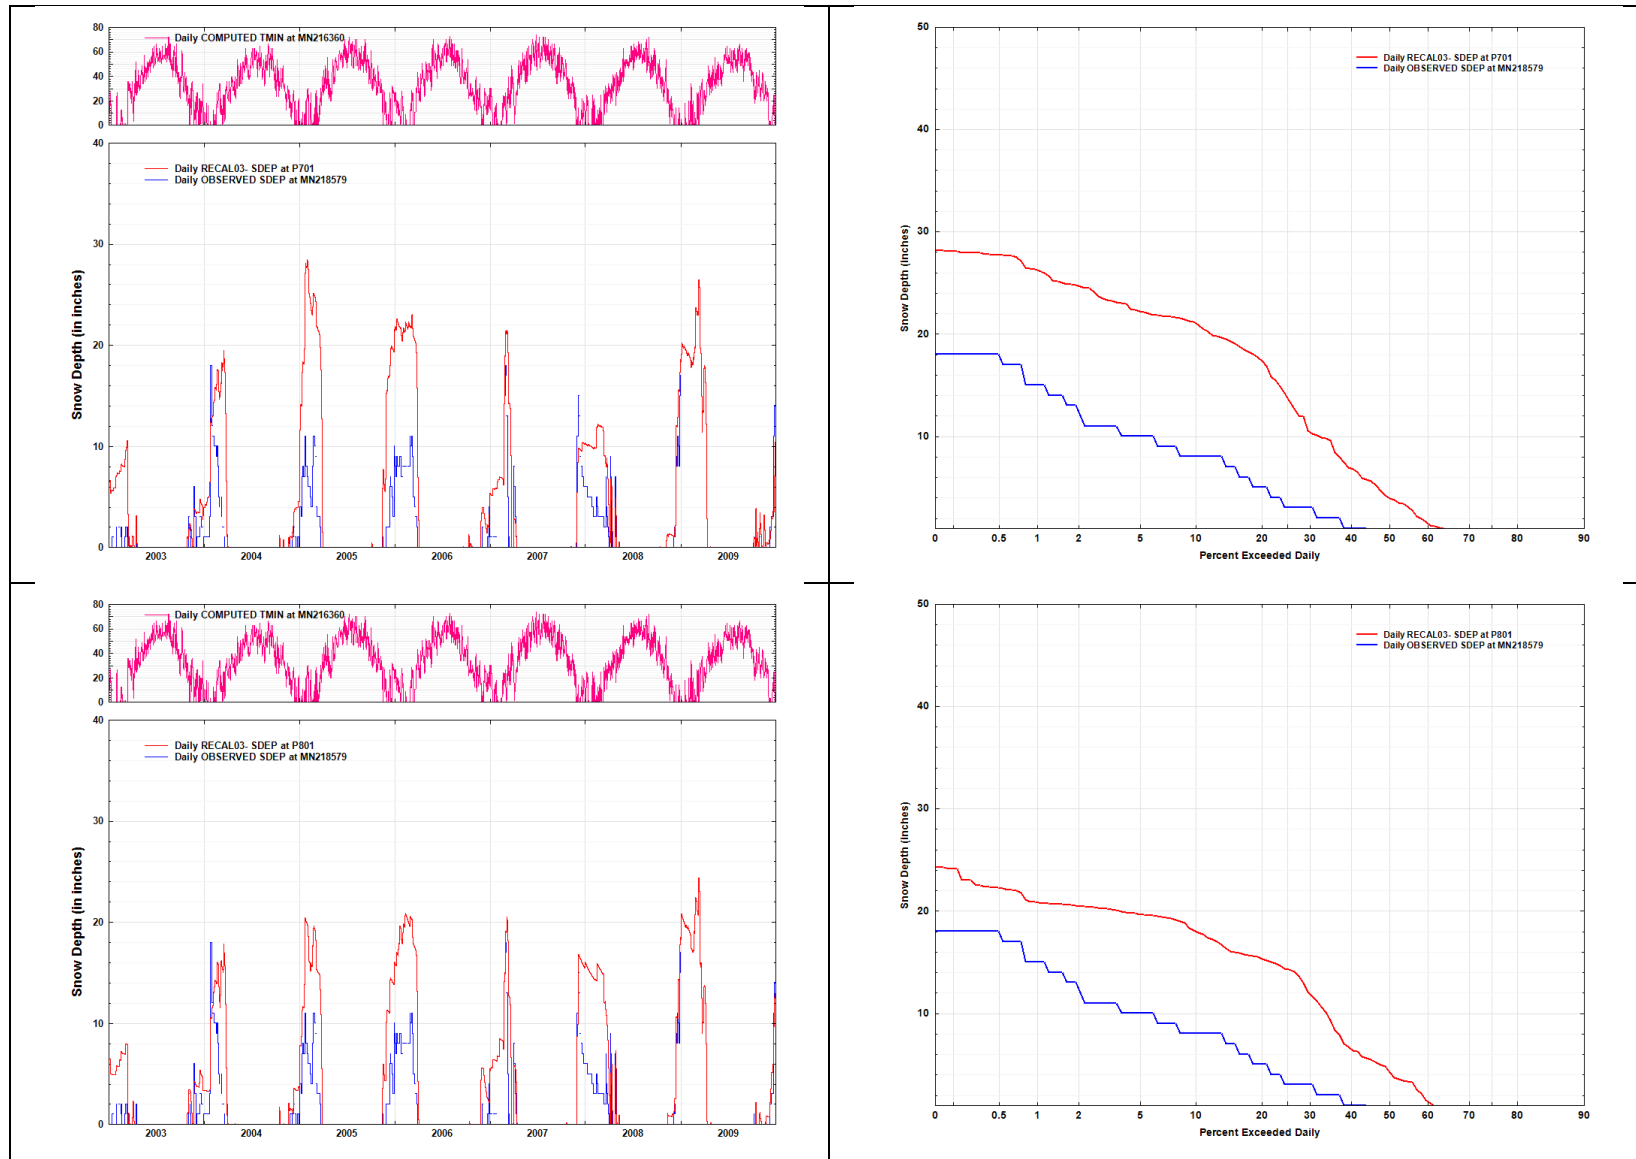 80
60
40
20
0
Daily COMPUTED TMIN at MN216360
40
30
20
10
0
Snow Depth (in inches)
Daily RECAL03- SDEP at P701
Daily OBSERVED SDEP at MN218579
2003 2004 2005 2006 2007 2008 2009
50
40
30
20
10
Snow Depth (Inches)
Daily RECAL03- SDEP at P701
Daily OBSERVED SDEP at MN218579
0 0.5 1 2 5 10 20 30 40 50 60 70 80 90
Percent Exceeded Daily
80
60
40
20
0
Daily COMPUTED TMIN at MN216360
40
30
20
10
0
Snow Depth (in inches)
Daily RECAL03- SDEP at P801
Daily OBSERVED SDEP at MN218579
2003 2004 2005 2006 2007 2008 2009
50
40
30
20
10
Snow Depth (Inches)
Daily RECAL03- SDEP at P801
Daily OBSERVED SDEP at MN218579
0 0.5 1 2 5 10 20 30 40 50 60 70 80 90
Percent Exceeded Daily